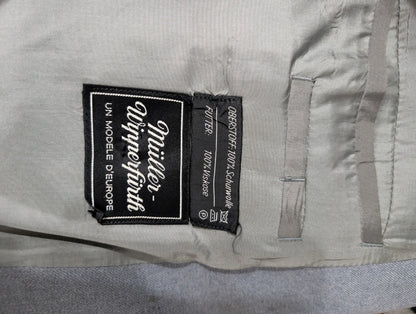 Müller-
Wipperfürth
UN MODELE D'EUROPE
OBERSTOFF: 100% Schurwolle
FUTTER: 100% Viskose